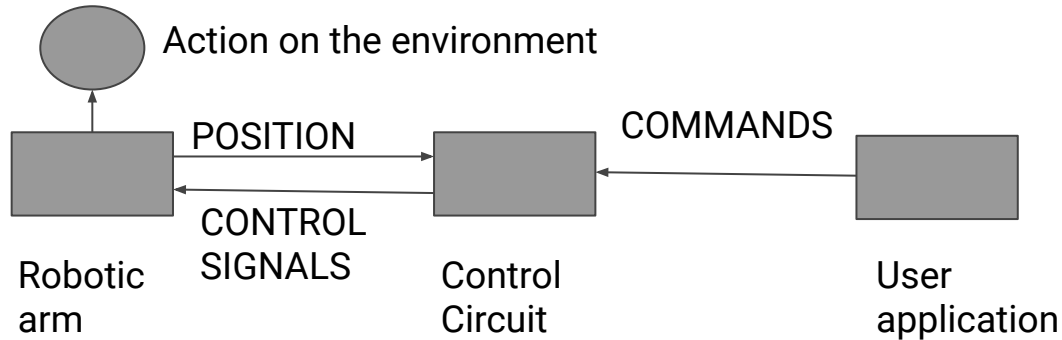 Action on the environment
POSITION
COMMANDS
CONTROL
SIGNALS
Robotic
arm
Control
Circuit
User
application